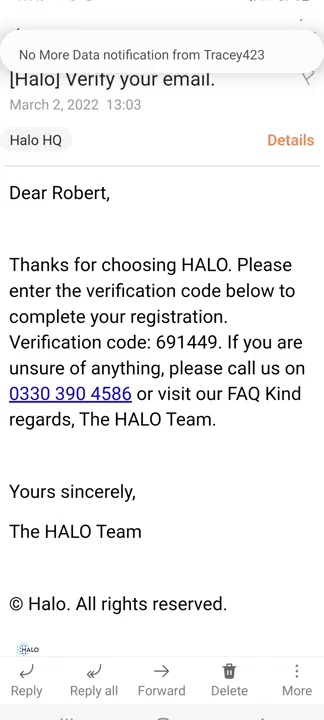 No More Data notification from Tracey423
[Halo] Verify your email.
March 2, 2022 13:03
Halo HQ
Details
Dear Robert,
Thanks for choosing HALO. Please
enter the verification code below to
complete your registration.
Verification code: 691449. If you are
unsure of anything, please call us on
0330 390 4586 or visit our FAQ Kind
regards, The HALO Team.
Yours sincerely,
The HALO Team
© Halo. All rights reserved.
HALO
Reply
Reply all
Forward
Delete
More